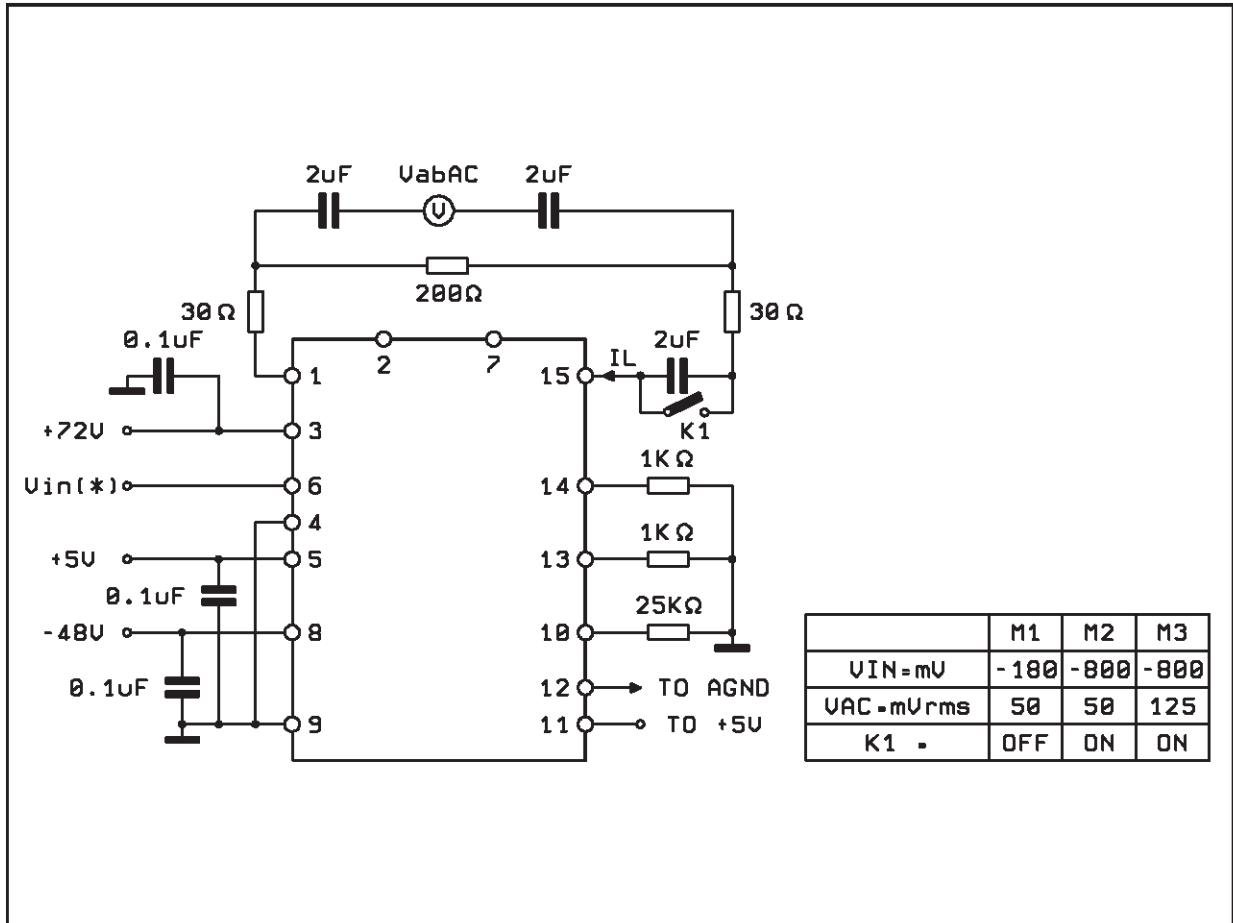 2uF VabAC 2uF
V
200Ω
30Ω 30Ω
0.1uF 2uF
2 7 IL
1 15
K1
+72V 3
1KΩ
Vin(*) 6 14
4 1KΩ
+5V 5 13
0.1uF 25KΩ
-48V 8 10
0.1uF 12 TO AGND
9 11 TO +5V
M1 M2 M3
VIN=mV -180 -800 -800
VAC=mVrms 50 50 125
K1 = OFF ON ON